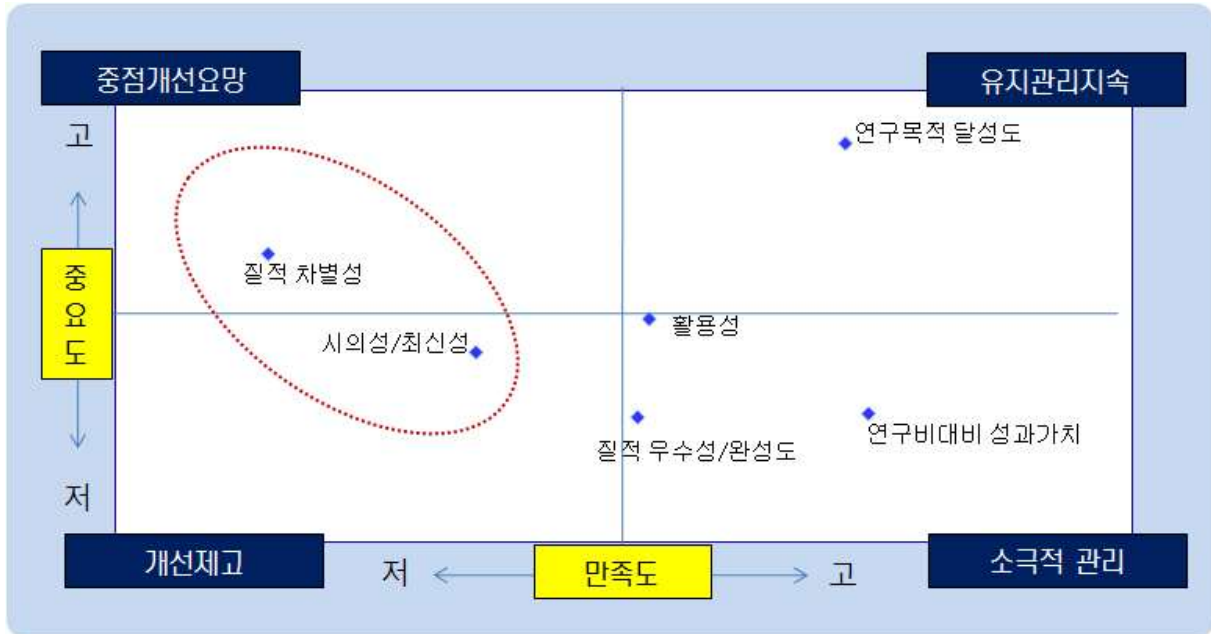 중점개선요망
유지관리지속
고
연구목적 달성도
질적 차별성
중요도
활용성
시의성/최신성
연구비대비 성과가치
질적 우수성/완성도
저
개선제고
저
만족도
고
소극적 관리